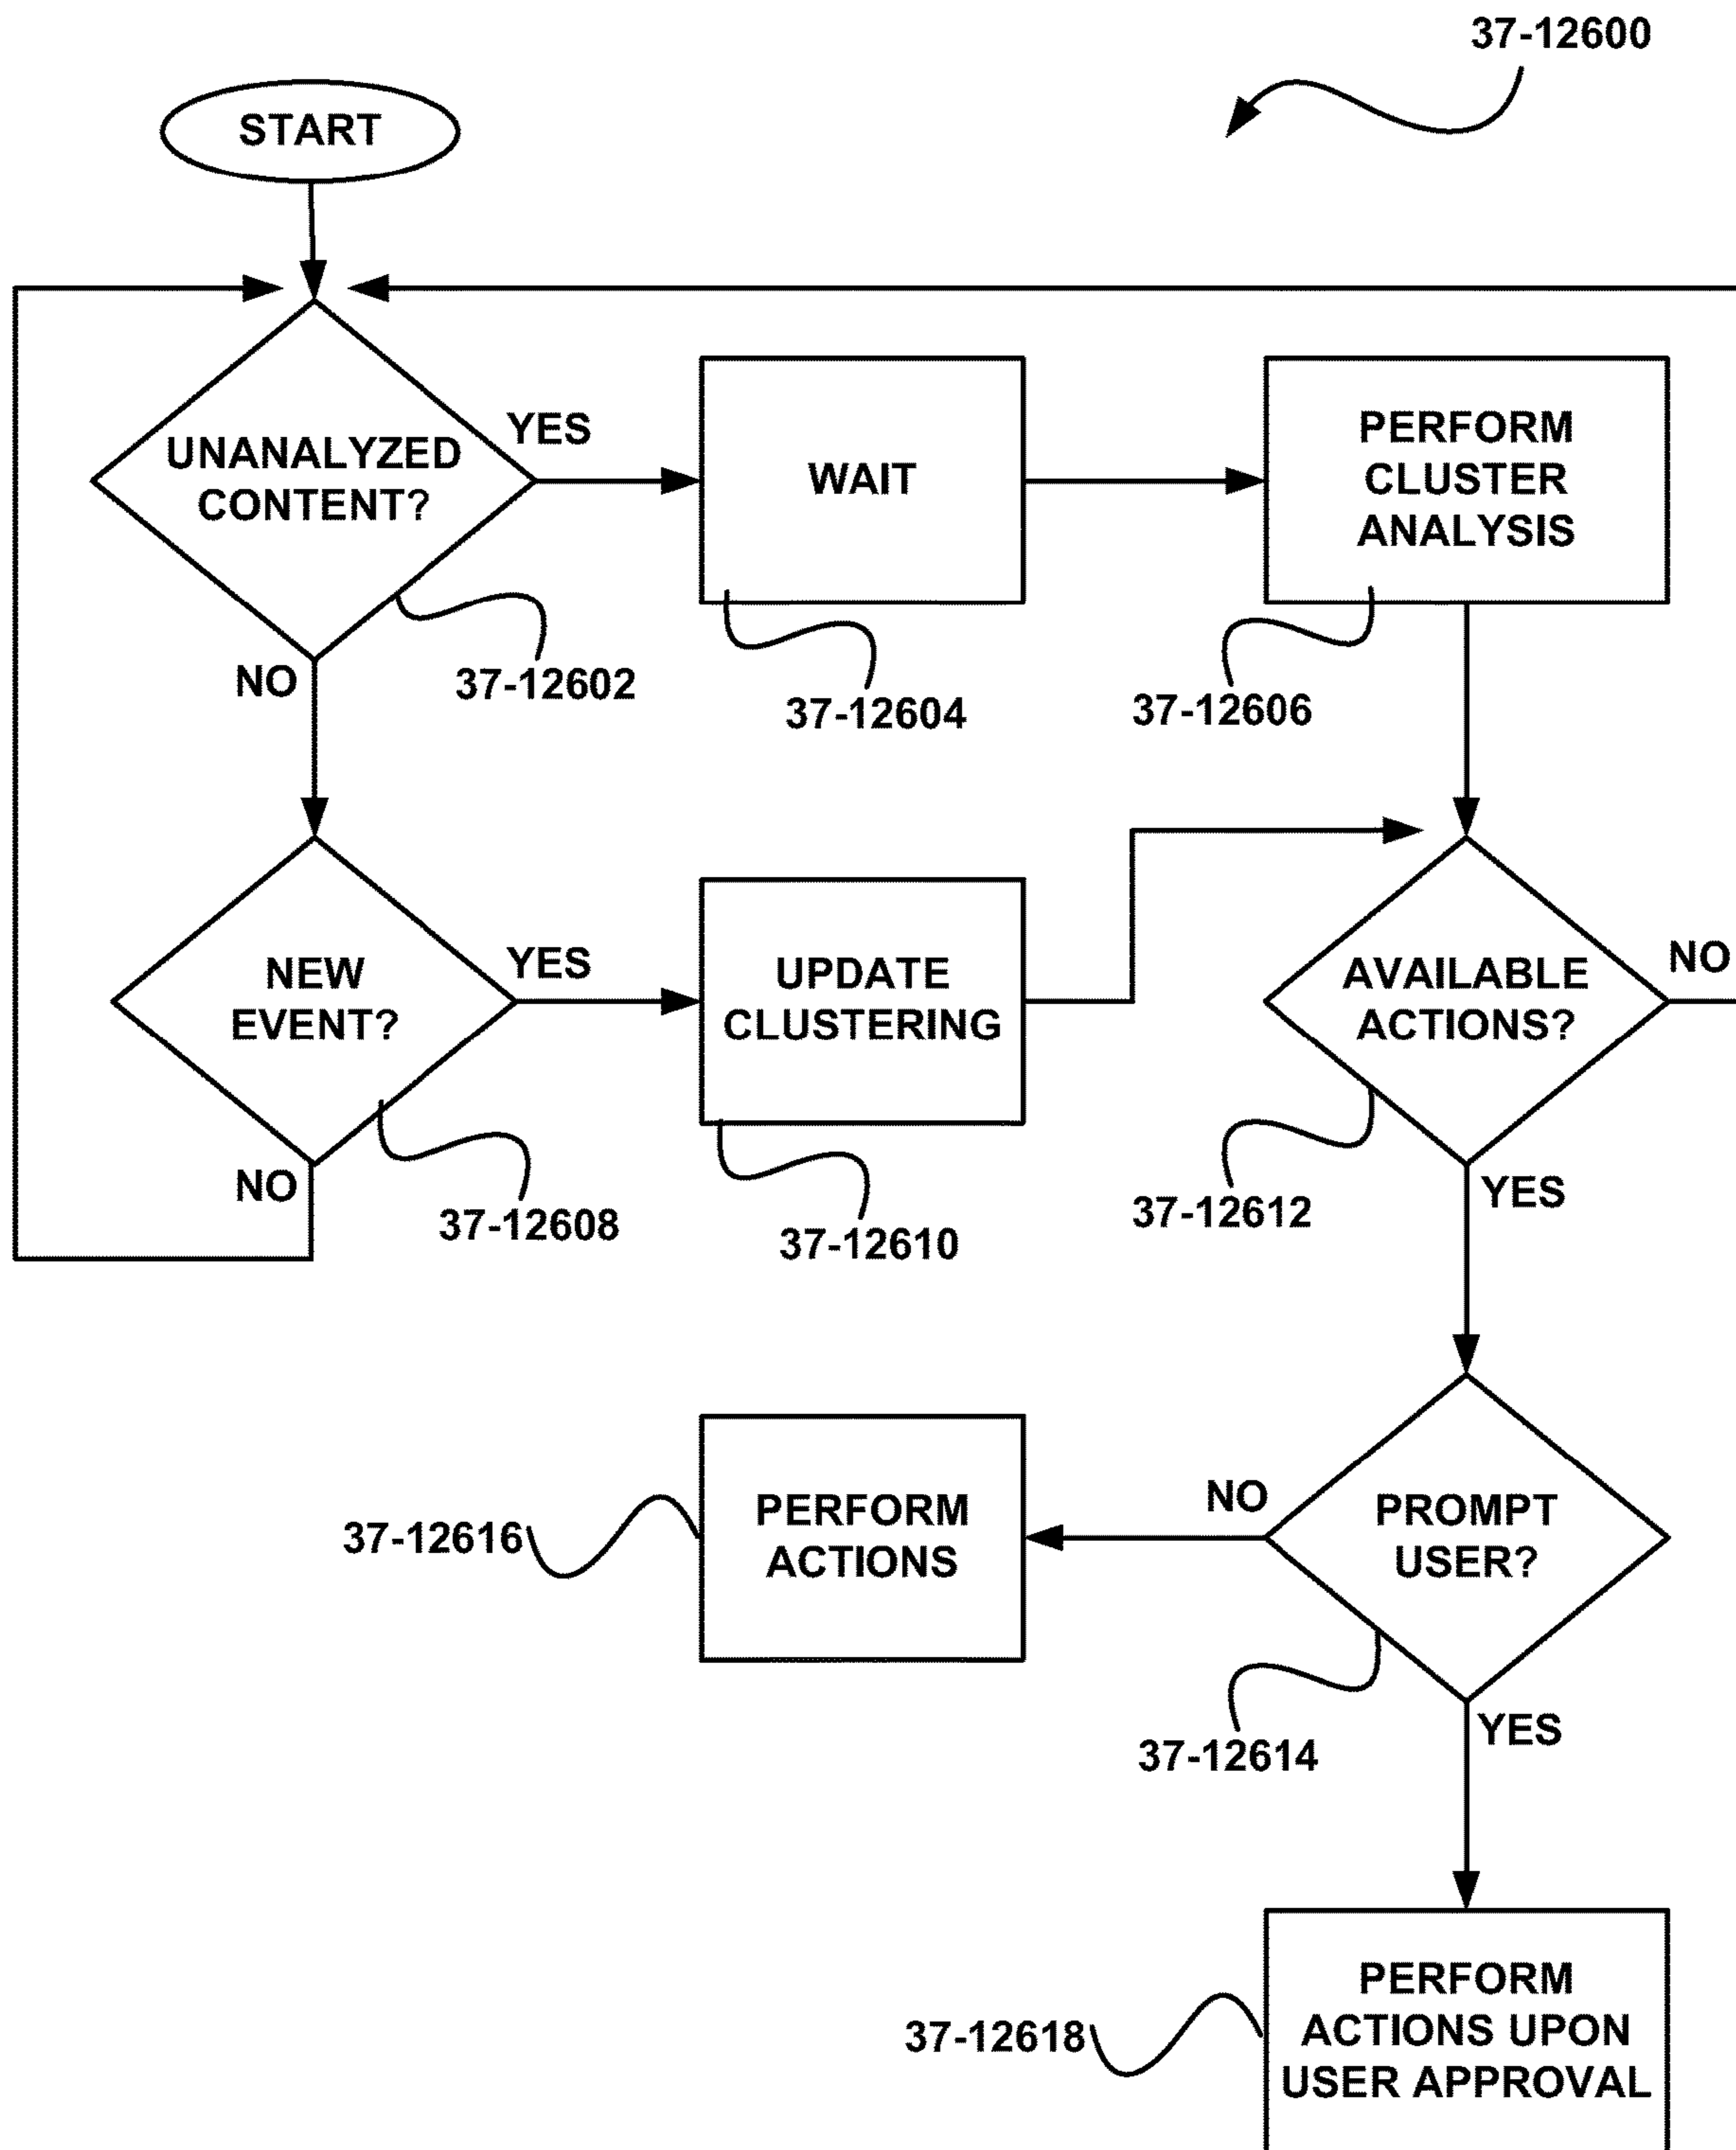 37-12600
START
UNANALYZED
CONTENT?
YES
WAIT
PERFORM
CLUSTER
ANALYSIS
NO
37-12602
37-12604
37-12606
NEW
EVENT?
YES
UPDATE
CLUSTERING
AVAILABLE
ACTIONS?
NO
NO
37-12608
37-12610
37-12612
YES
37-12616
PERFORM
ACTIONS
NO
PROMPT
USER?
37-12614
YES
37-12618
PERFORM
ACTIONS UPON
USER APPROVAL